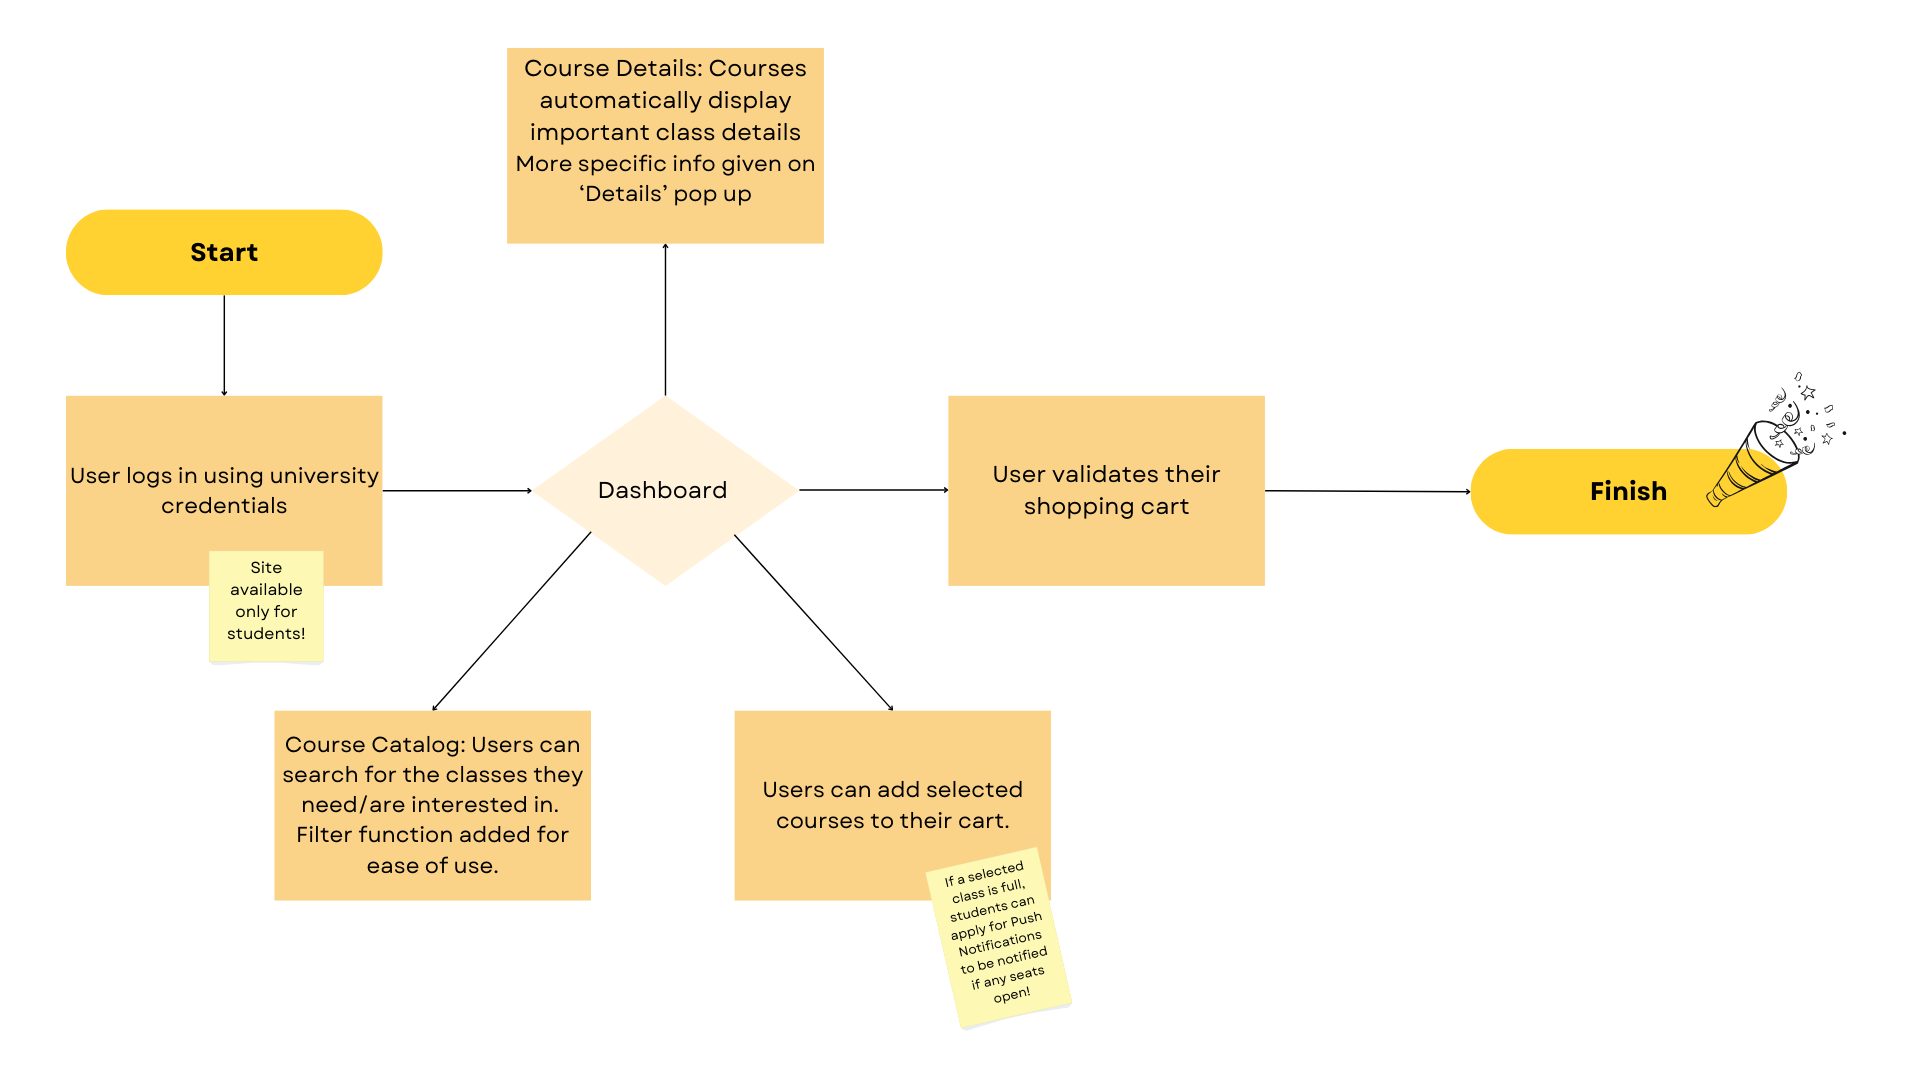 Course Details: Courses
automatically display
important class details
More specific info given on
‘Details’ pop up
Start
User logs in using university
credentials
Site
available
only for
students!
Dashboard
User validates their
shopping cart
Finish
Course Catalog: Users can
search for the classes they
need/are interested in.
Filter function added for
ease of use.
Users can add selected
courses to their cart.
If a selected
class is full,
students can
apply for Push
Notifications
to be notified
if any seats
open!